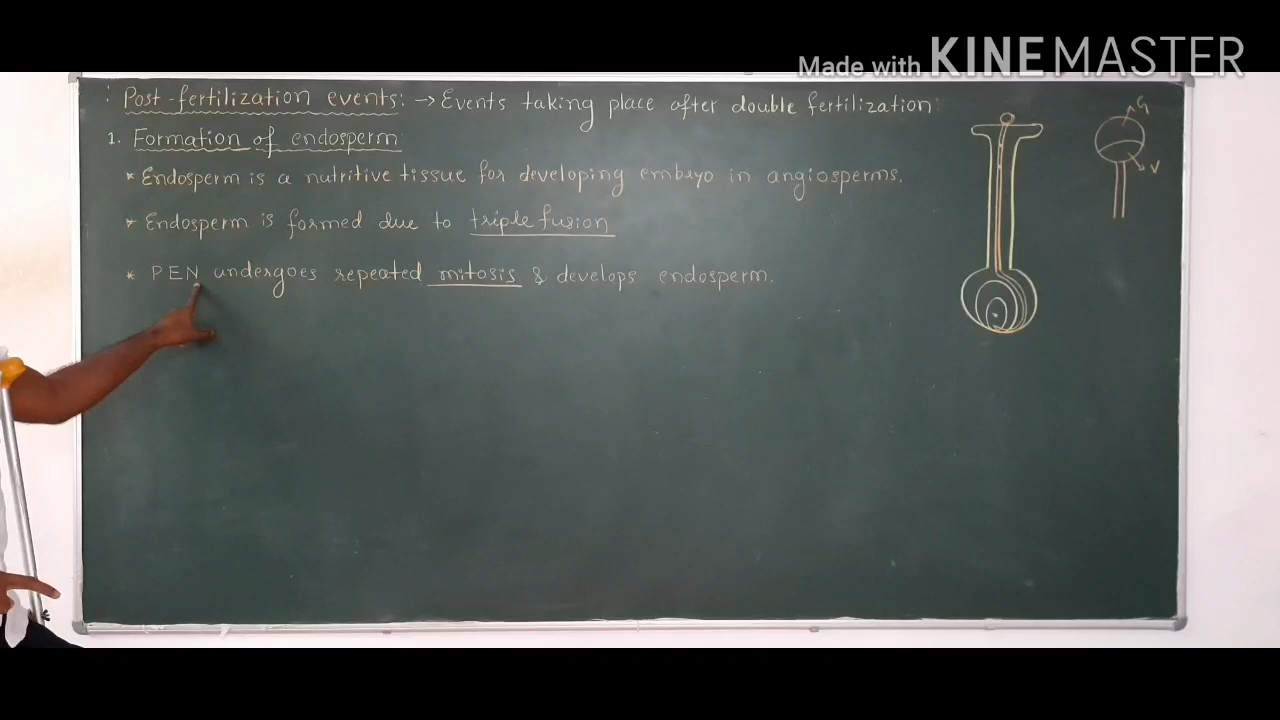 Made with KINEMASTER
Post-fertilization events: → Events taking place after double fertilization:
1. Formation of endosperm
* Endosperm is a nutritive tissue for developing embryo in angiosperms.
* Endosperm is formed due to triple fusion
* PEN undergoes repeated mitosis & develops endosperm.
G
V